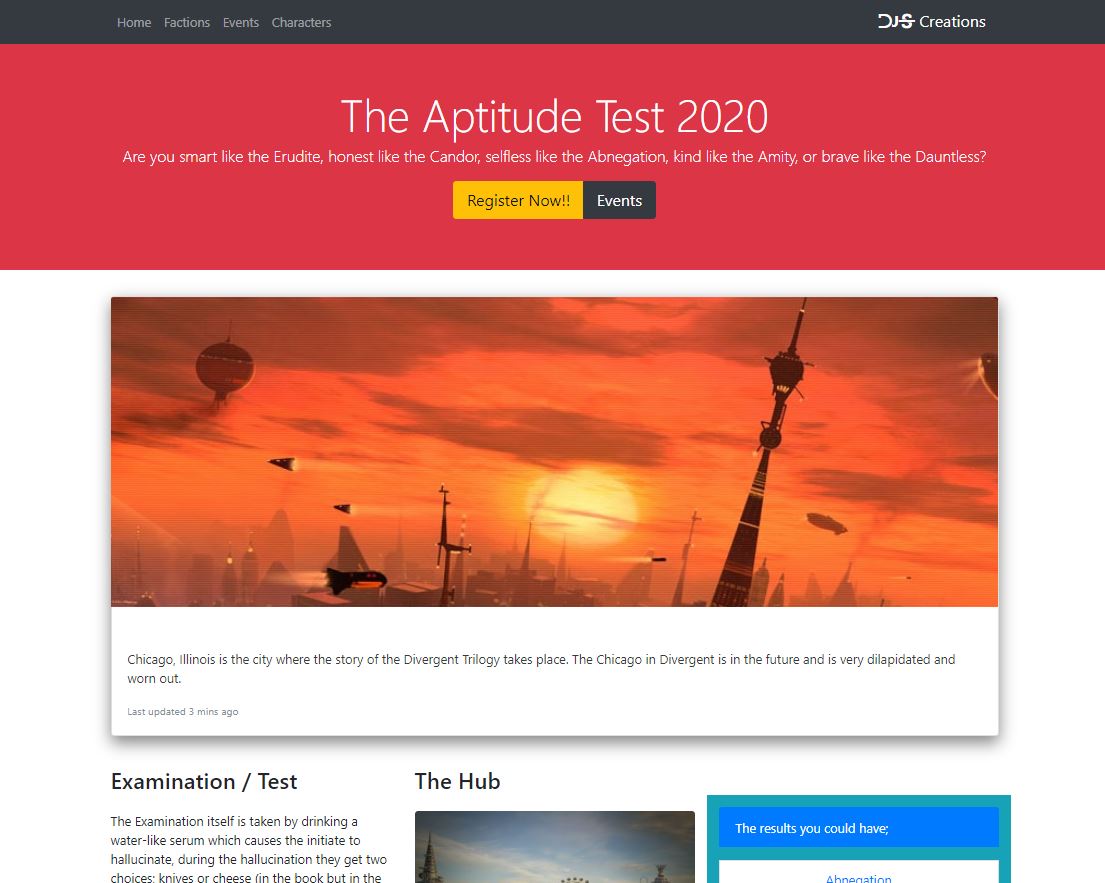 Home Factions Events Characters
DJS Creations
The Aptitude Test 2020
Are you smart like the Erudite, honest like the Candor, selfless like the Abnegation, kind like the Amity, or brave like the Dauntless?
Register Now!! Events
Chicago, Illinois is the city where the story of the Divergent Trilogy takes place. The Chicago in Divergent is in the future and is very dilapidated and
worn out.
Last updated 3 mins ago
Examination / Test
The Examination itself is taken by drinking a
water-like serum which causes the initiate to
hallucinate, during the hallucination they get two
choices: knives or cheese (in the book but in the
The Hub
The results you could have;
Abnegation